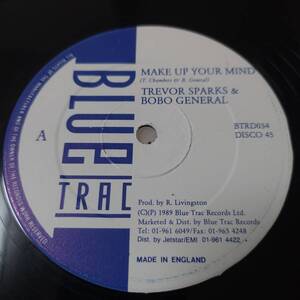 BLUE
TRAC
MAKE UP YOUR MIND
(T. Chambers & B. General)
TREVOR SPARKS &
BOBO GENERAL
A
BTRD034
DISCO 45
Prod. by R. Livingston
(C)(P) 1989 Blue Trac Records Ltd.
Marketed & Dist. by Blue Trac Records Ltd
Tel: 01-961 6049/Fax: 01-965 4248
Dist. by Jetstar/EMI 01-961 4422
MADE IN ENGLAND